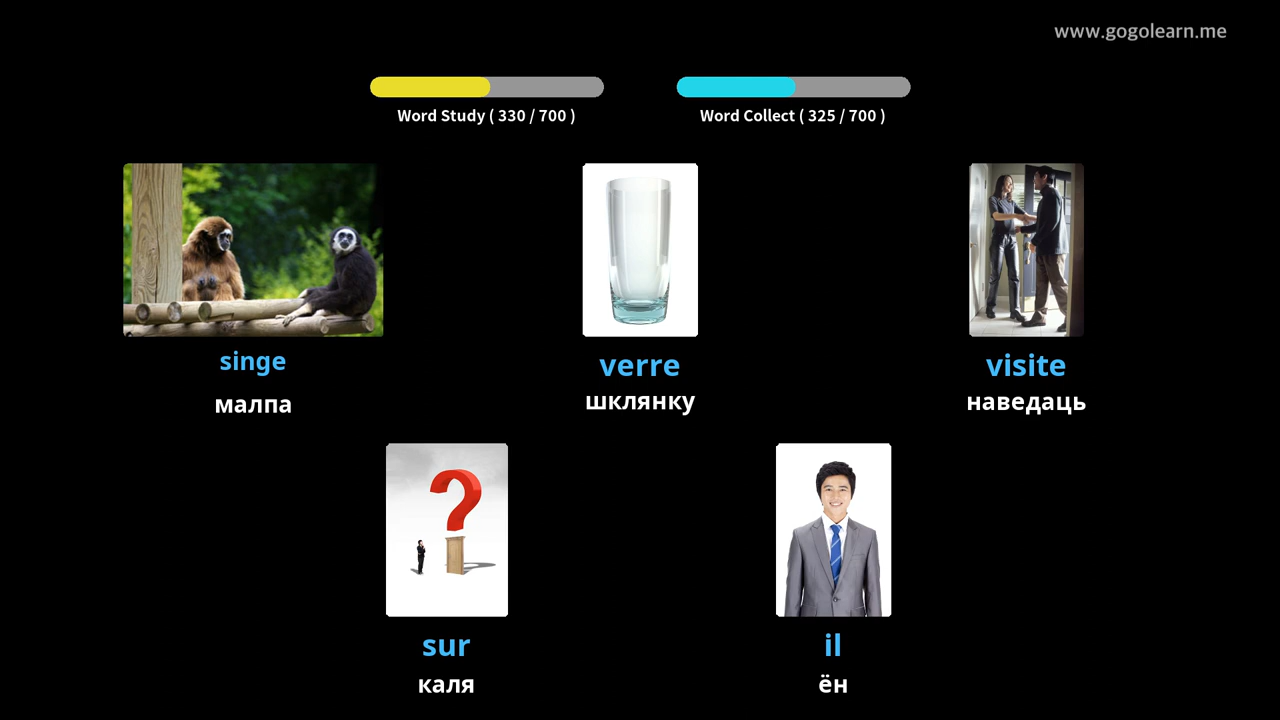 www.gogolearn.me
Word Study ( 330 / 700 )
Word Collect ( 325 / 700 )
singe
малпа
verre
шклянку
visite
наведаць
sur
каля
il
ён